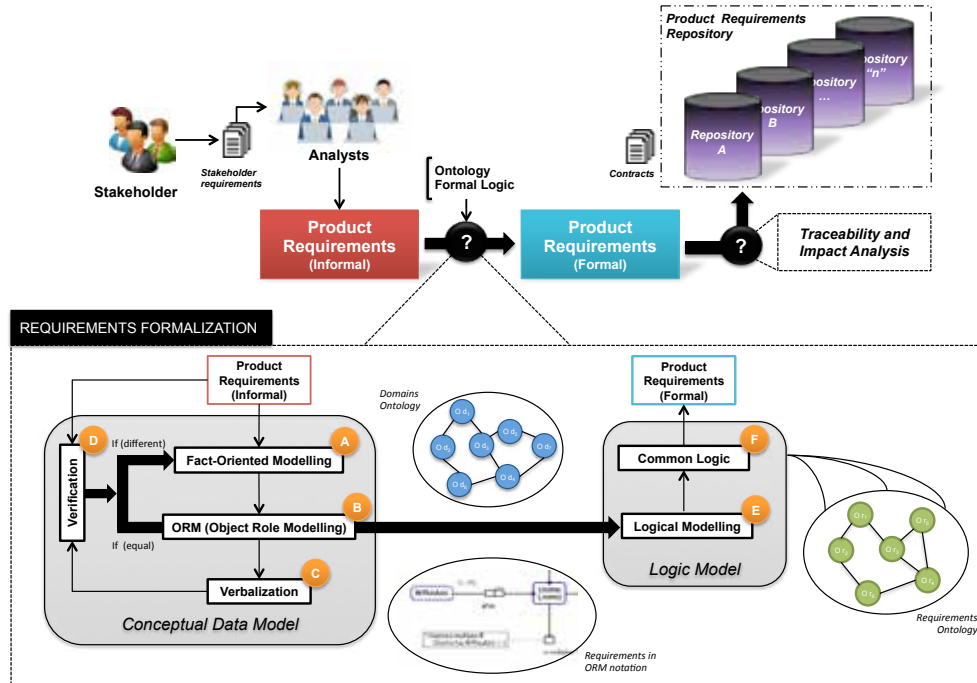 Product Requirements
Repository
epository
"n"
epository
...
epository
B
Repository
A
Contracts
Stakeholder
Stakeholder
requirements
Analysts
Ontology
Formal Logic
Product
Requirements
(Informal)
?
Product
Requirements
(Formal)
?
Traceability and
Impact Analysis
REQUIREMENTS FORMALIZATION
Product
Requirements
(Informal)
D
If (different)
A
Fact-Oriented Modelling
Verification
B
ORM (Object Role Modelling)
If (equal)
C
Verbalization
Conceptual Data Model
Domains
Ontology
Requirements in
ORM notation
Product
Requirements
(Formal)
F
Common Logic
E
Logical Modelling
Logic Model
Requirements
Ontology